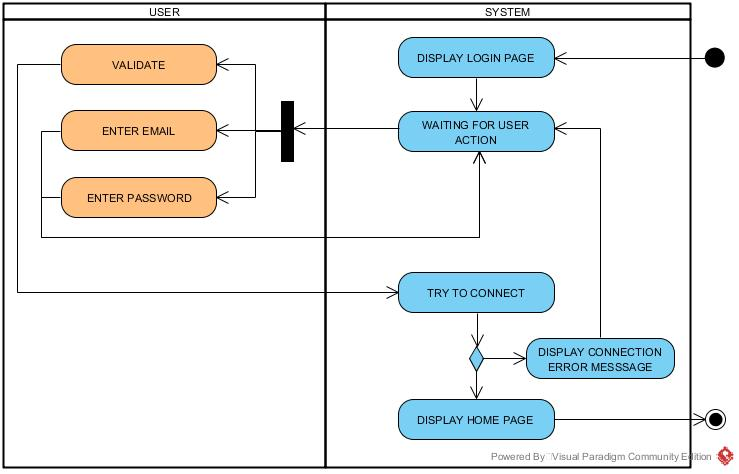 USER
SYSTEM
VALIDATE
ENTER EMAIL
ENTER PASSWORD
DISPLAY LOGIN PAGE
WAITING FOR USER
ACTION
TRY TO CONNECT
DISPLAY CONNECTION
ERROR MESSSAGE
DISPLAY HOME PAGE
Powered By Visual Paradigm Community Edition